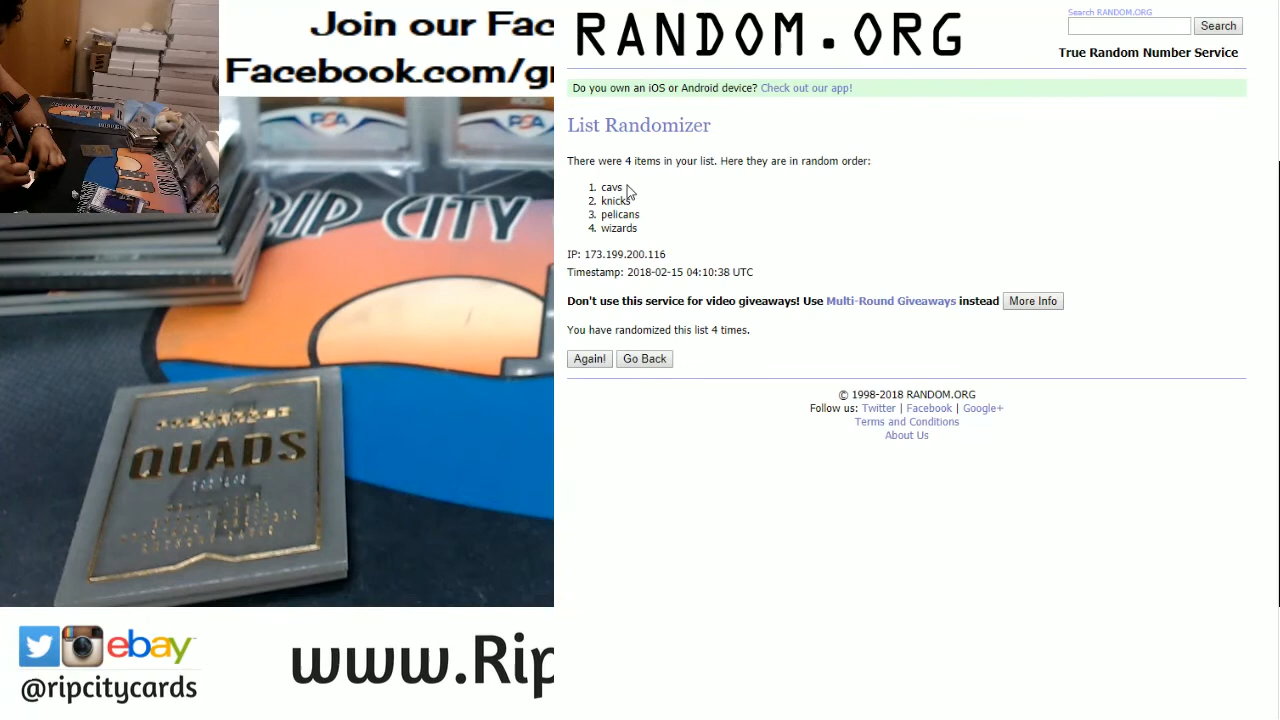 Join our Fac
Facebook.com/gr
PSA
PSA
RIP CITY
QUADS
@ripcitycards
ebay
www.Rip
RANDOM.ORG
Search RANDOM.ORG
Search
True Random Number Service
Do you own an iOS or Android device? Check out our app!
List Randomizer
There were 4 items in your list. Here they are in random order:
1. cavs
2. knicks
3. pelicans
4. wizards
IP: 173.199.200.116
Timestamp: 2018-02-15 04:10:38 UTC
Don't use this service for video giveaways! Use Multi-Round Giveaways instead More Info
You have randomized this list 4 times.
Again! Go Back
© 1998-2018 RANDOM.ORG
Follow us: Twitter | Facebook | Google+
Terms and Conditions
About Us